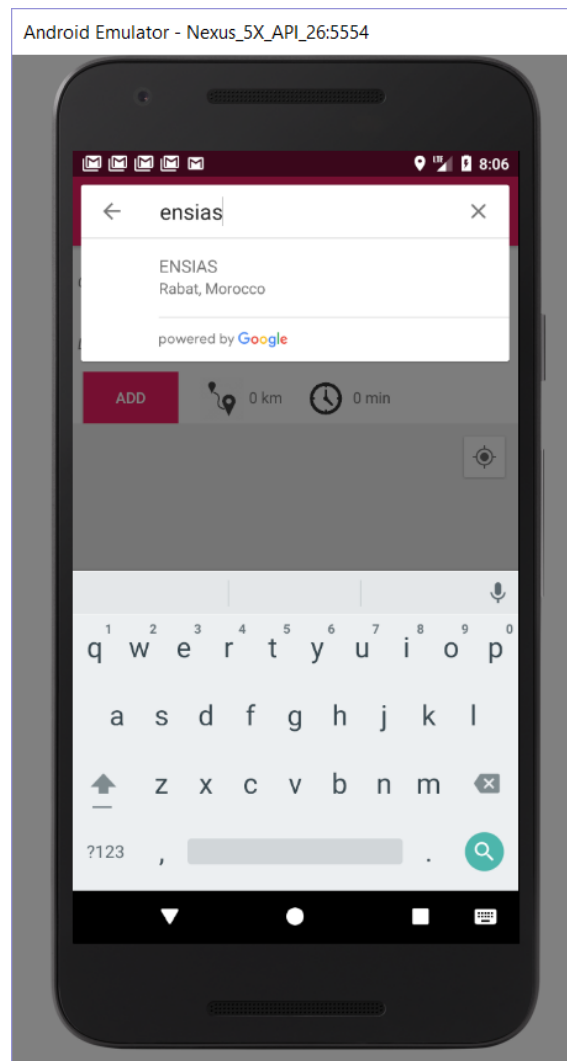 Android Emulator - Nexus_5X_API_26:5554
LTE 8:06
ensias
ENSIAS
Rabat, Morocco
powered by Google
ADD 0 km 0 min
1 2 3 4 5 6 7 8 9 0
q w e r t y u i o p
a s d f g h j k l
z x c v b n m
?123 , .